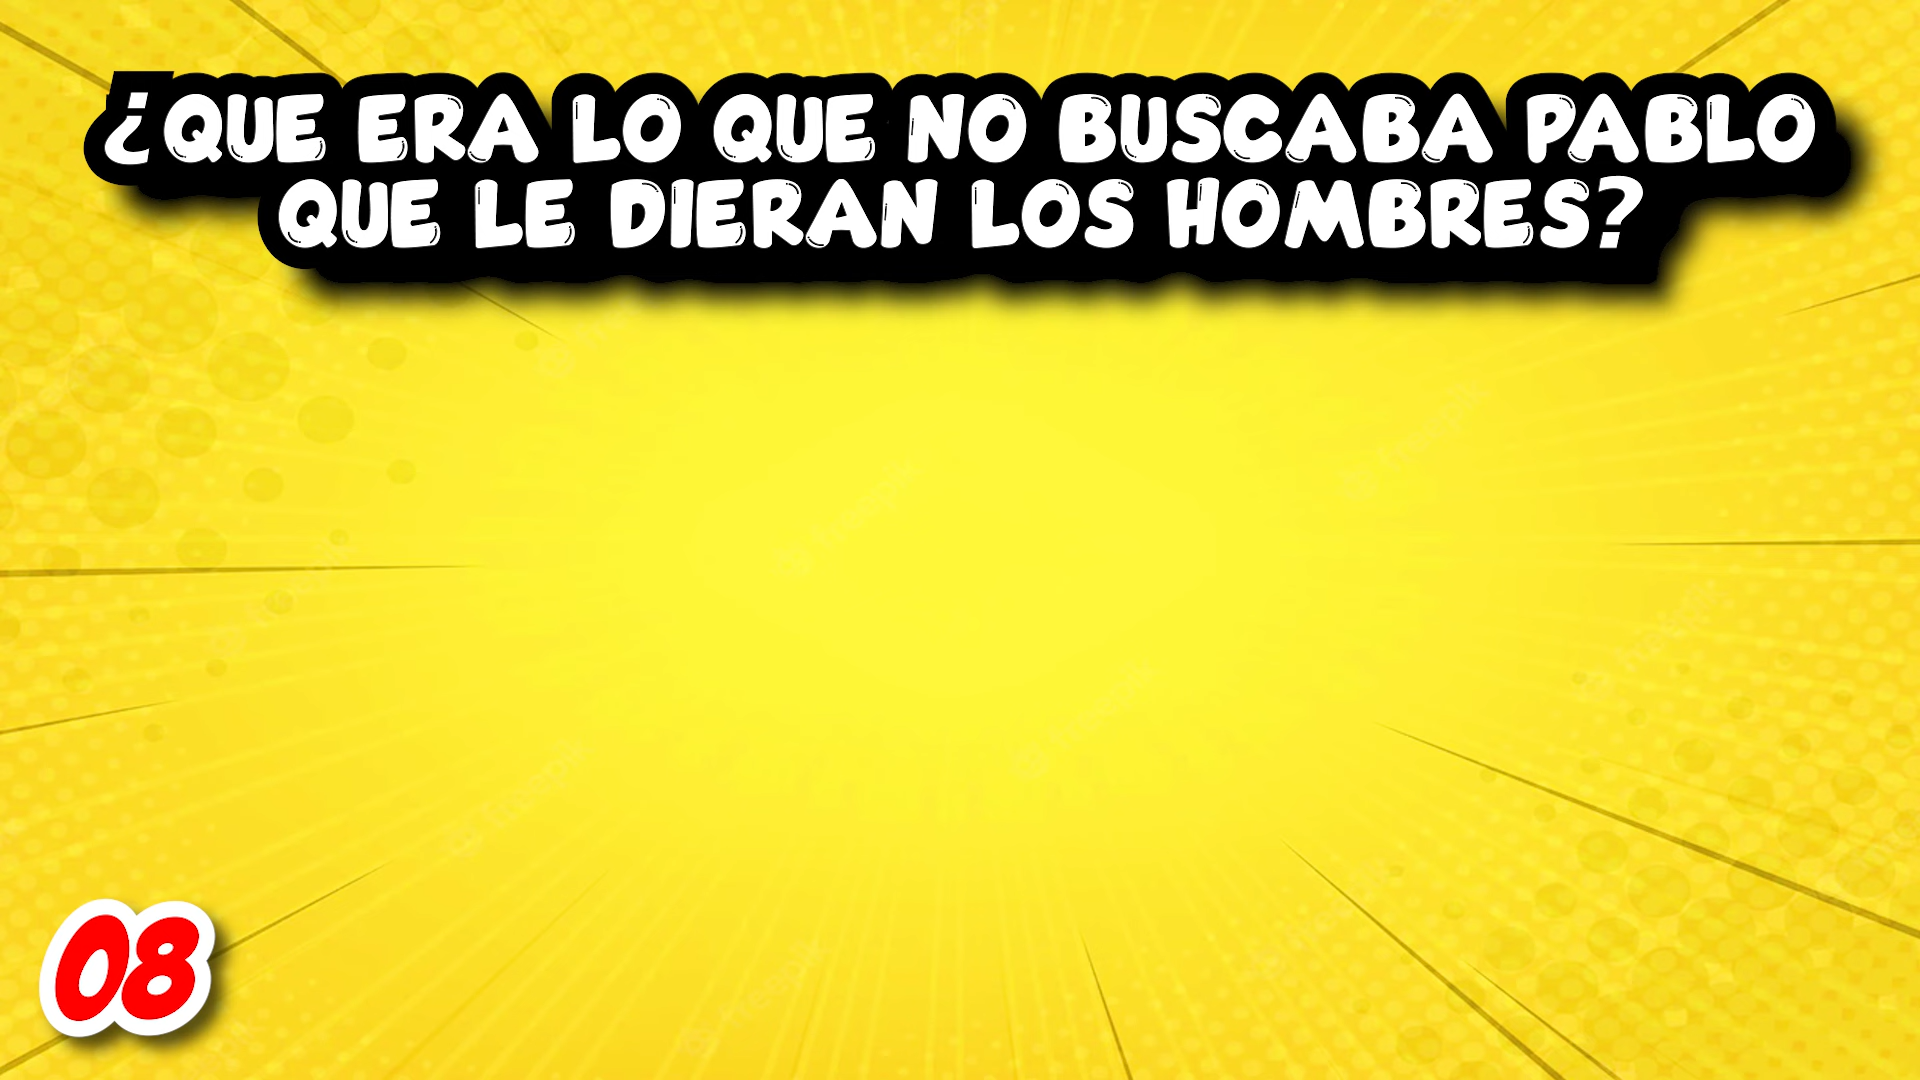 ¿QUE ERA LO QUE NO BUSCABA PABLO
QUE LE DIERAN LOS HOMBRES?
08